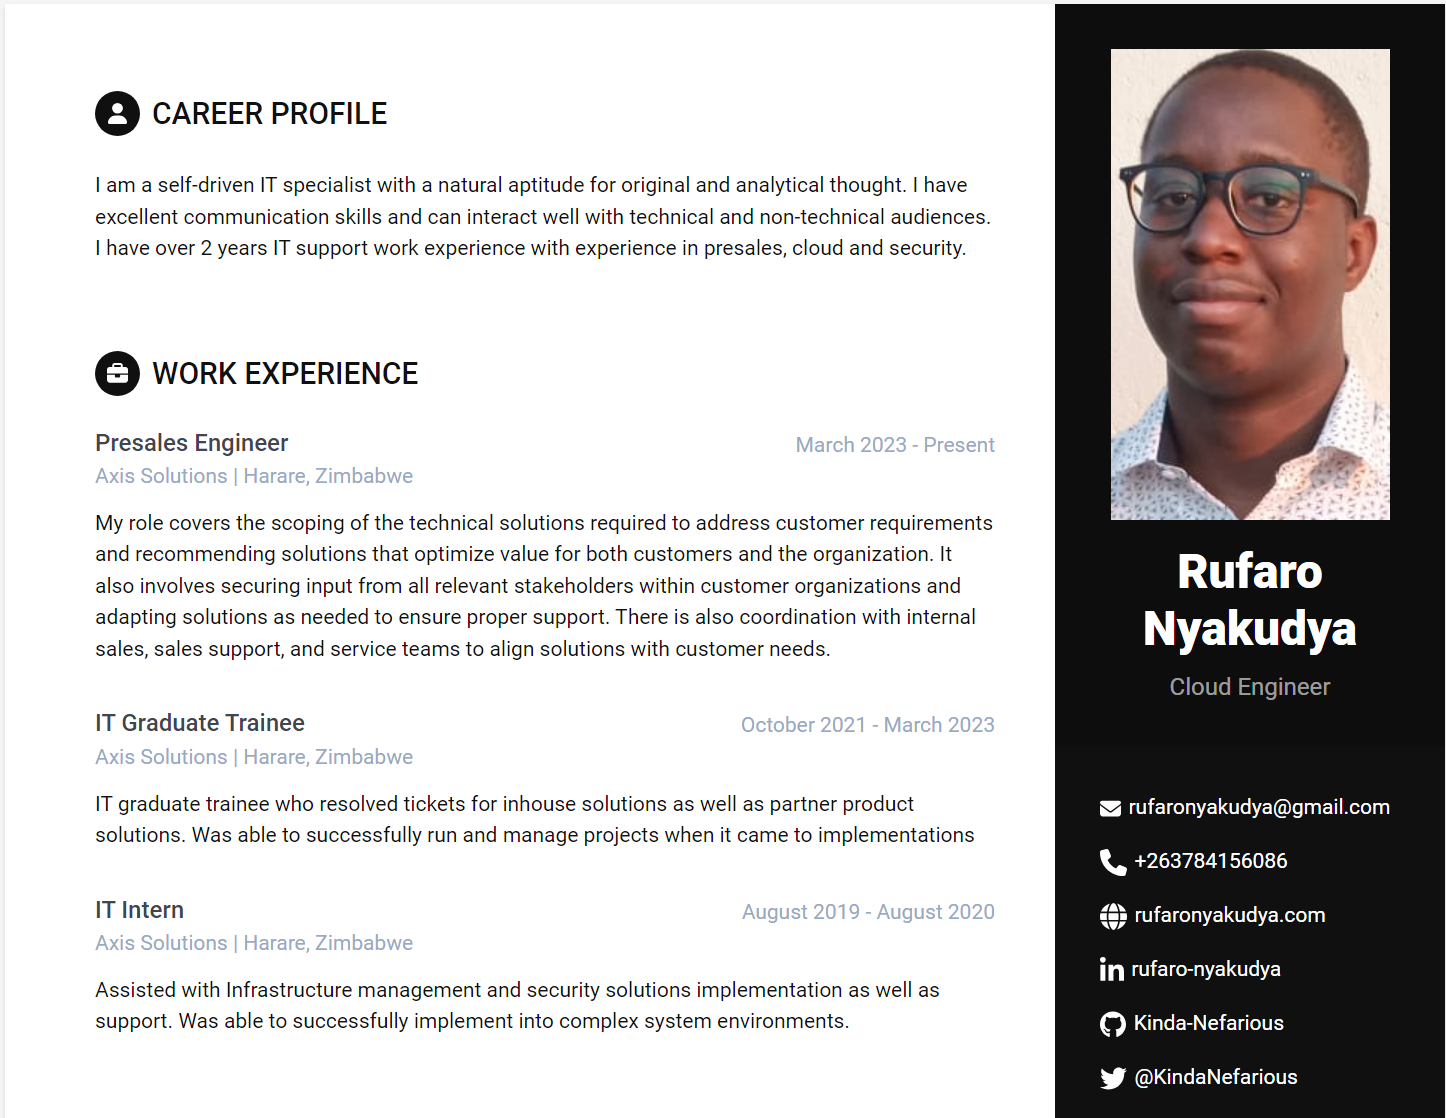 CAREER PROFILE
I am a self-driven IT specialist with a natural aptitude for original and analytical thought. I have
excellent communication skills and can interact well with technical and non-technical audiences.
I have over 2 years IT support work experience with experience in presales, cloud and security.
WORK EXPERIENCE
Presales Engineer
March 2023 - Present
Axis Solutions | Harare, Zimbabwe
My role covers the scoping of the technical solutions required to address customer requirements
and recommending solutions that optimize value for both customers and the organization. It
also involves securing input from all relevant stakeholders within customer organizations and
adapting solutions as needed to ensure proper support. There is also coordination with internal
sales, sales support, and service teams to align solutions with customer needs.
IT Graduate Trainee
October 2021 - March 2023
Axis Solutions | Harare, Zimbabwe
IT graduate trainee who resolved tickets for inhouse solutions as well as partner product
solutions. Was able to successfully run and manage projects when it came to implementations
IT Intern
August 2019 - August 2020
Axis Solutions | Harare, Zimbabwe
Assisted with Infrastructure management and security solutions implementation as well as
support. Was able to successfully implement into complex system environments.
Rufaro
Nyakudya
Cloud Engineer
rufaronyakudya@gmail.com
+263784156086
rufaronyakudya.com
in rufaro-nyakudya
Kinda-Nefarious
@KindaNefarious